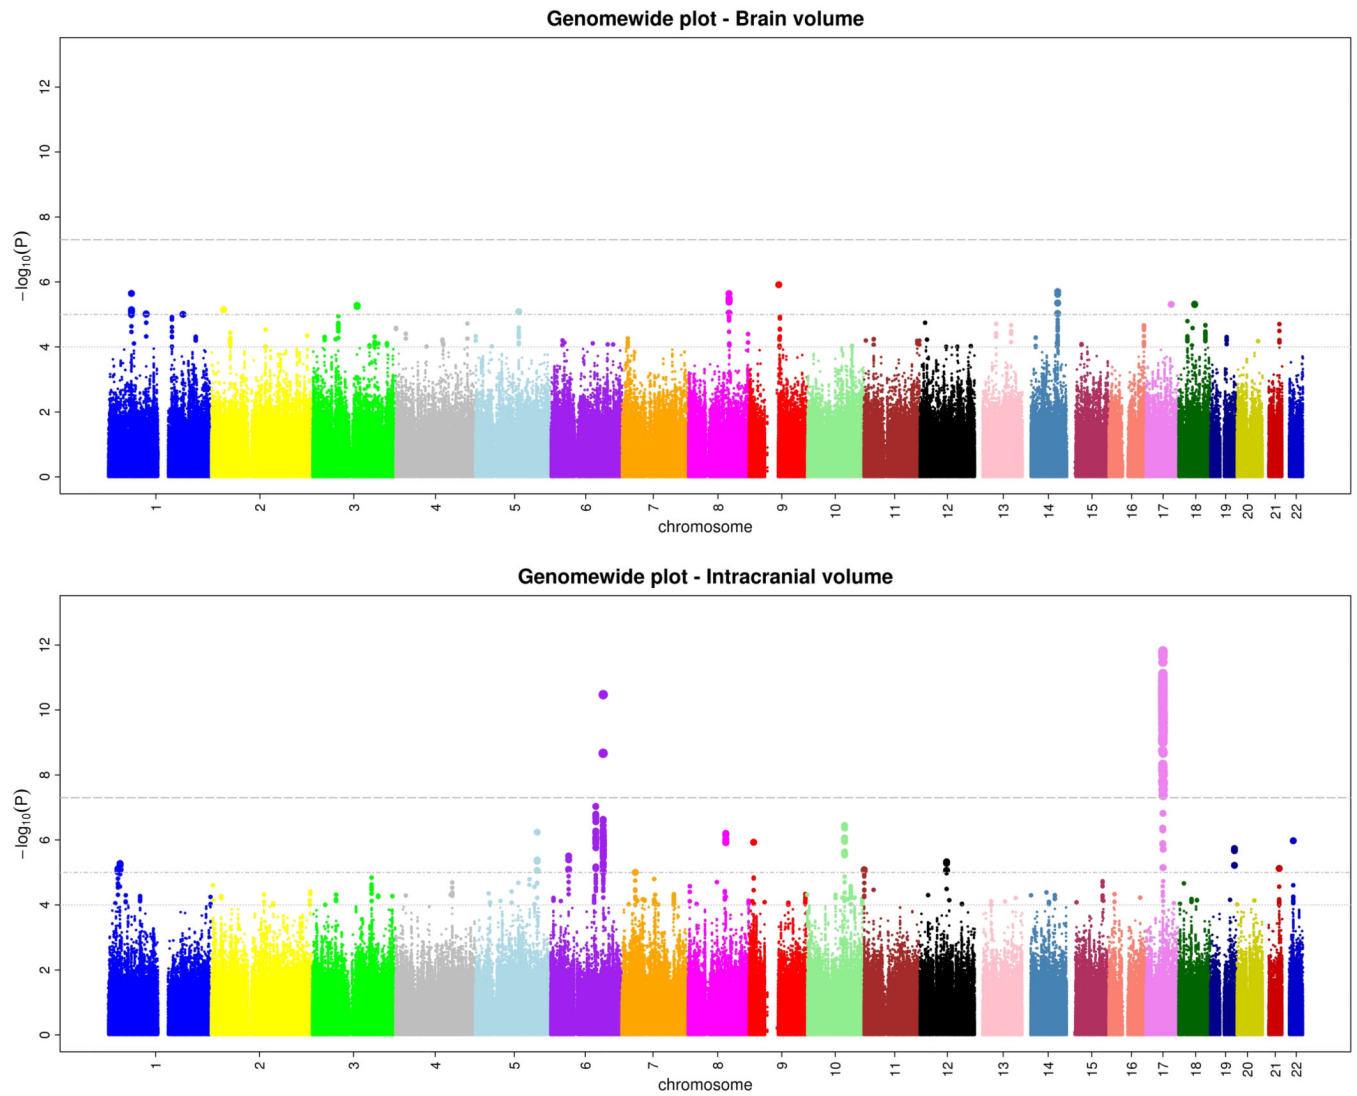 Genomewide plot - Brain volume
12
10
8
6
4
2
0
−log10(P)
1 2 3 4 5 6 7 8 9 10 11 12 13 14 15 16 17 18 19 20 21 22
chromosome
Genomewide plot - Intracranial volume
12
10
8
6
4
2
0
−log10(P)
1 2 3 4 5 6 7 8 9 10 11 12 13 14 15 16 17 18 19 20 21 22
chromosome